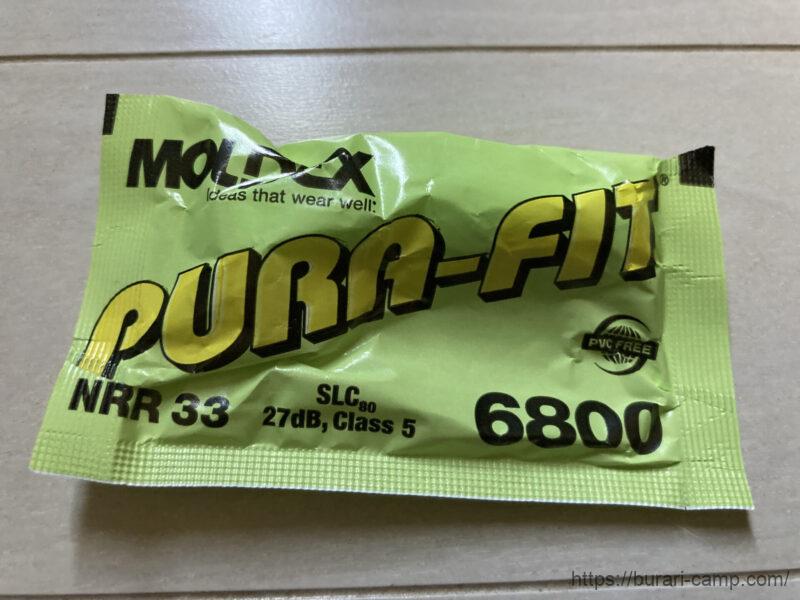 MOLDEX
Ideas that wear well:
PURA-FIT®
PVC FREE
NRR 33
SLC80
27dB, Class 5
6800
https://burari-camp.com/